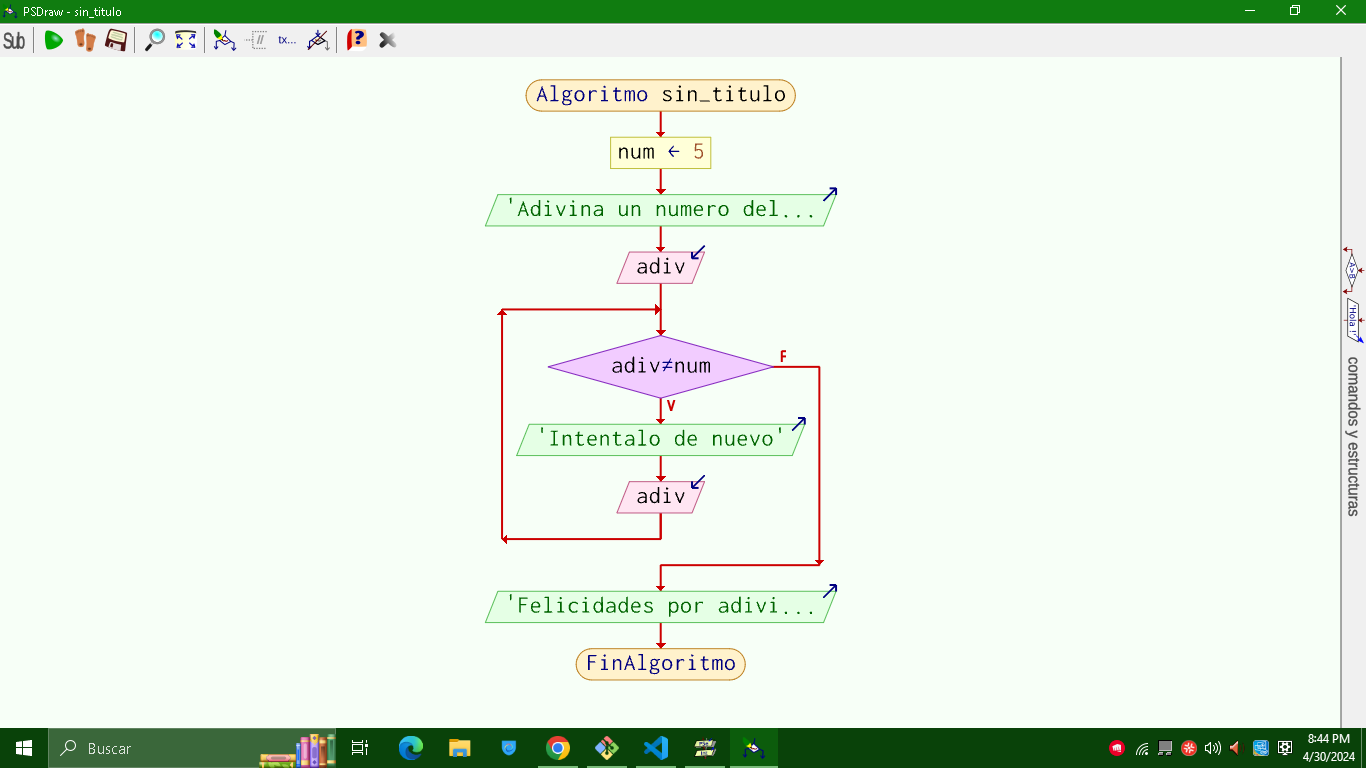 PSDraw - sin_titulo
Sub
tx...
?
Algoritmo sin_titulo
num ← 5
'Adivina un numero del...
adiv
adiv≠num
F
V
'Intentalo de nuevo'
adiv
'Felicidades por adivi...
FinAlgoritmo
A>B
'Hola !'
comandos y estructuras
Buscar
8:44 PM
4/30/2024